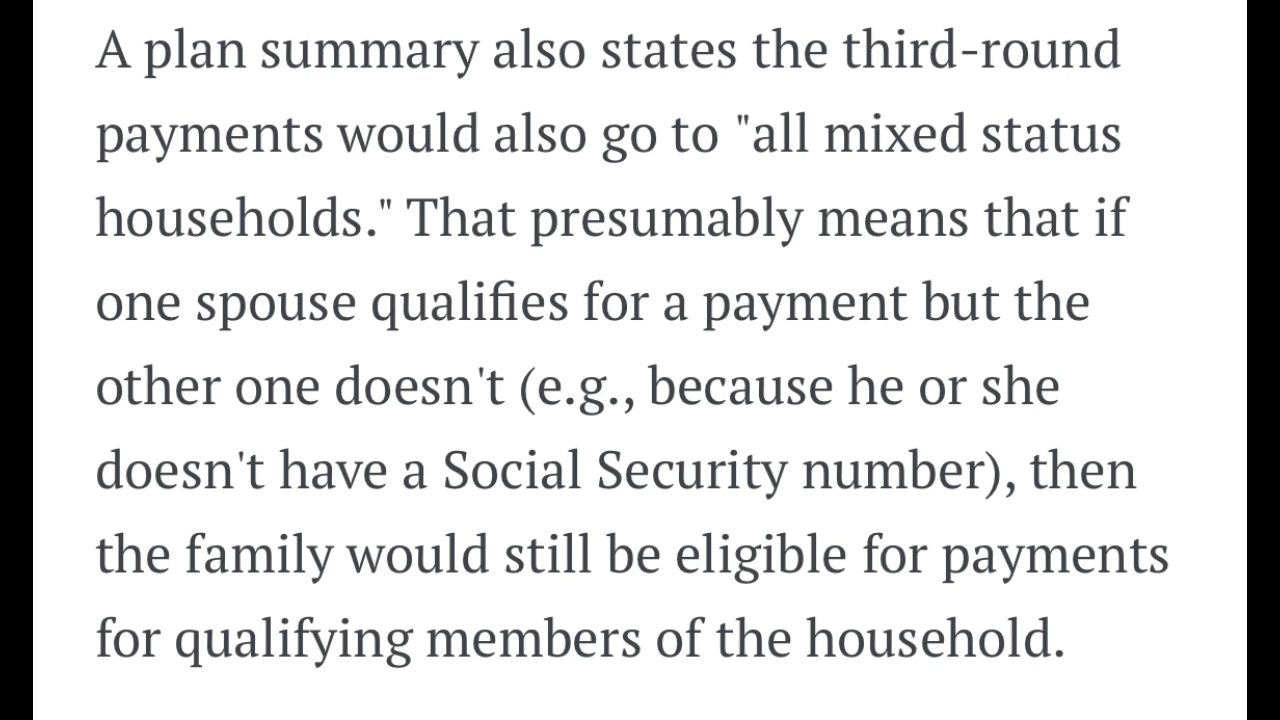 A plan summary also states the third-round
payments would also go to "all mixed status
households." That presumably means that if
one spouse qualifies for a payment but the
other one doesn't (e.g., because he or she
doesn't have a Social Security number), then
the family would still be eligible for payments
for qualifying members of the household.